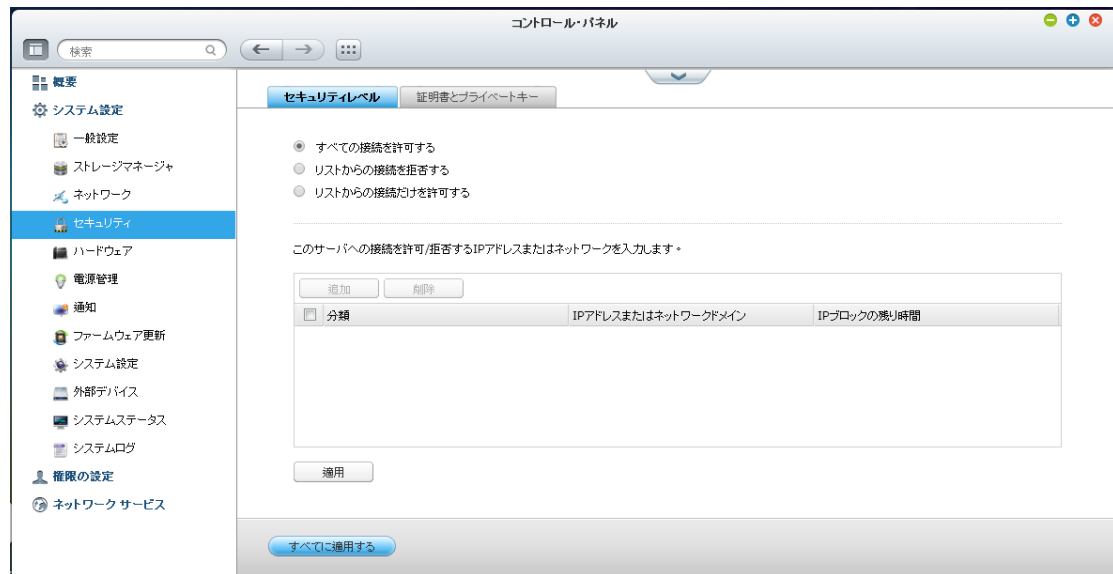 コントロール・パネル
検索
概要
システム設定
一般設定
ストレージマネージャ
ネットワーク
セキュリティ
ハードウェア
電源管理
通知
ファームウェア更新
システム設定
外部デバイス
システムステータス
システムログ
権限の設定
ネットワーク サービス
セキュリティレベル 証明書とプライベートキー
すべての接続を許可する
リストからの接続を拒否する
リストからの接続だけを許可する
このサーバへの接続を許可/拒否するIPアドレスまたはネットワークを入力します。
追加 削除
分類 IPアドレスまたはネットワークドメイン IPブロックの残り時間
適用
すべてに適用する